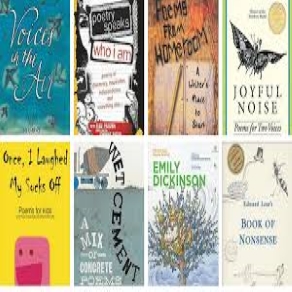 Voices
in the
Air
poetry
speaks
who i am
POEMS
FROM
HOMEROOM
A
Writer's
Place to
Start
JOYFUL
NOISE
Poems for Two Voices
Once, I Laughed
My Socks Off
Poems for kids
WET
CEMENT
A
MIX
OF
CONCRETE
POEMS
EMILY
DICKINSON
Edward Lear's
BOOK OF
NONSENSE